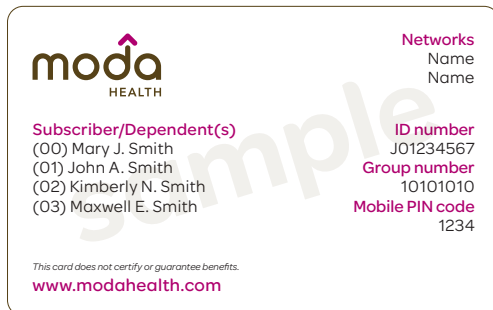 moda
HEALTH
Networks
Name
Name
Subscriber/Dependent(s)
(00) Mary J. Smith
(01) John A. Smith
(02) Kimberly N. Smith
(03) Maxwell E. Smith
ID number
J01234567
Group number
10101010
Mobile PIN code
1234
sample
This card does not certify or guarantee benefits.
www.modahealth.com